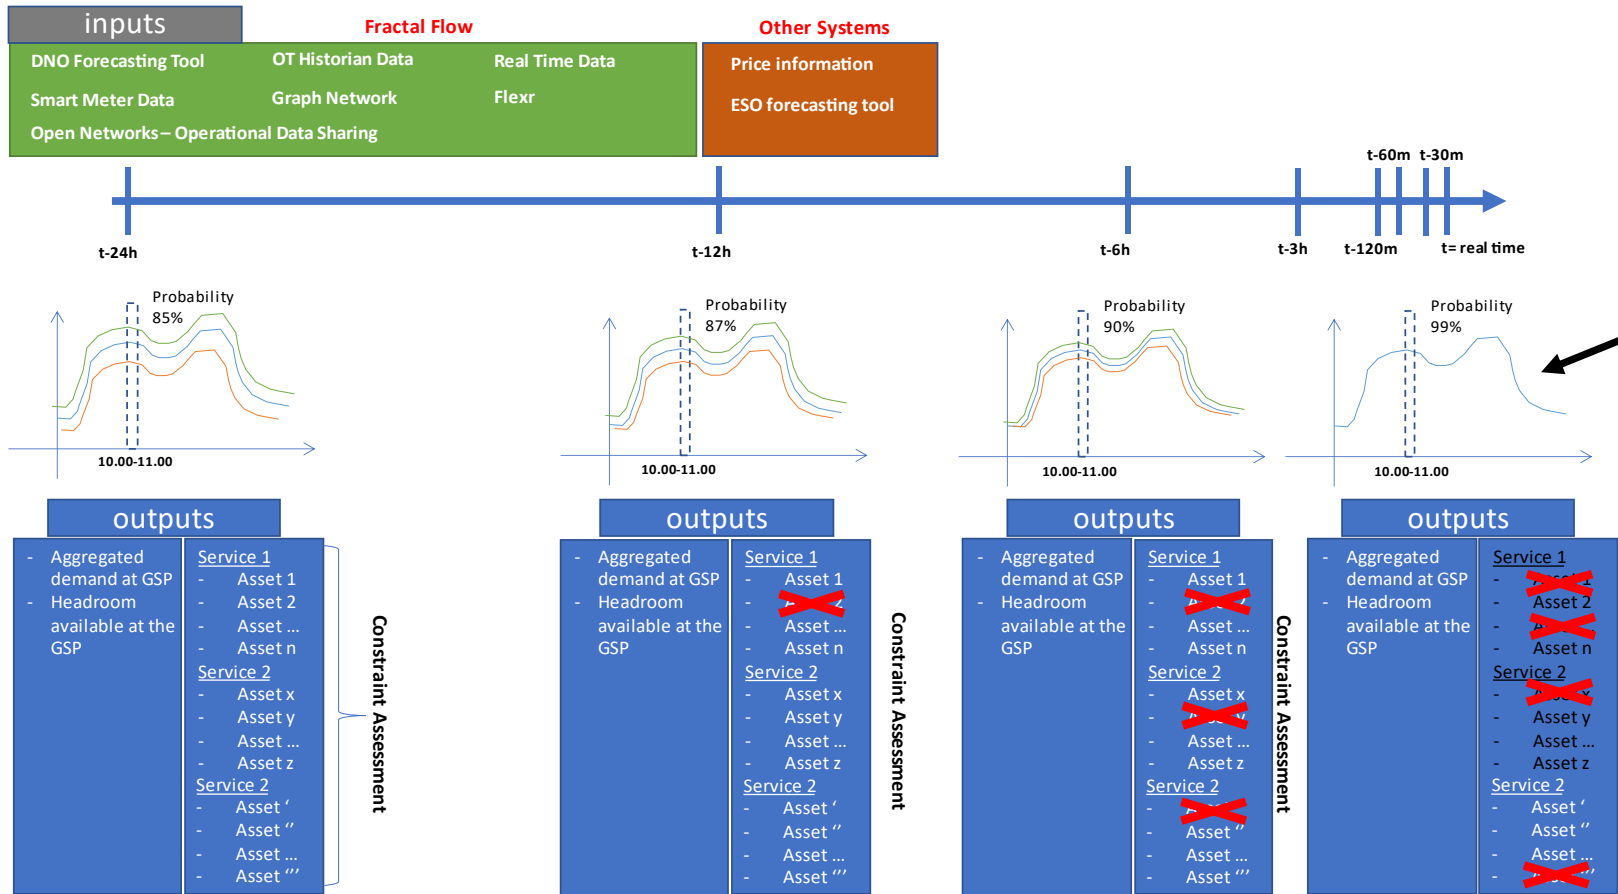 inputs
Fractal Flow
Other Systems
DNO Forecasting Tool
OT Historian Data
Real Time Data
Smart Meter Data
Graph Network
Flexr
Open Networks – Operational Data Sharing
Price information
ESO forecasting tool
t-60m
t-30m
t-24h
t-12h
t-6h
t-3h
t-120m
t= real time
Probability
85%
10.00-11.00
Probability
87%
10.00-11.00
Probability
90%
10.00-11.00
Probability
99%
10.00-11.00
outputs
- Aggregated
demand at GSP
- Headroom
available at the
GSP
Service 1
- Asset 1
- Asset 2
- Asset ...
- Asset n
Service 2
- Asset x
- Asset y
- Asset ...
- Asset z
Service 2
- Asset ‘
- Asset ‘’
- Asset ...
- Asset ‘’’
Constraint Assessment
outputs
- Aggregated
demand at GSP
- Headroom
available at the
GSP
Service 1
- Asset 1
- 2
- Asset ...
- Asset n
Service 2
- Asset x
- Asset y
- Asset ...
- Asset z
Service 2
- Asset ‘
- Asset ‘’
- Asset ...
- Asset ‘’’
Constraint Assessment
outputs
- Aggregated
demand at GSP
- Headroom
available at the
GSP
Service 1
- Asset 1
-
- Asset ...
- Asset n
Service 2
- Asset x
- y
- Asset ...
- Asset z
Service 2
-
- Asset ‘’
- Asset ...
- Asset ‘’’
Constraint Assessment
outputs
- Aggregated
demand at GSP
- Headroom
available at the
GSP
Service 1
- 1
- Asset 2
-
- Asset n
Service 2
- x
- Asset y
- Asset ...
- Asset z
Service 2
- Asset ‘
- Asset ‘’
- Asset ...
- ‘’’